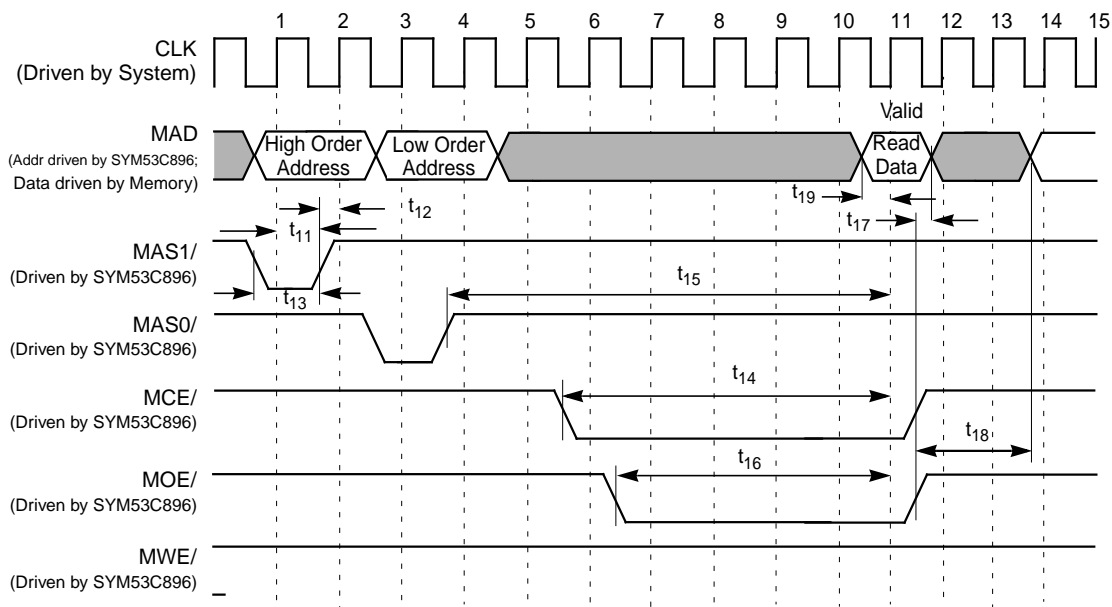 1 2 3 4 5 6 7 8 9 10 11 12 13 14 15
CLK
(Driven by System)
Valid
MAD
(Addr driven by SYM53C896;
Data driven by Memory)
High Order
Address
Low Order
Address
Read
Data
t19
t12
t17
t11
MAS1/
(Driven by SYM53C896)
t13
t15
MAS0/
(Driven by SYM53C896)
t14
MCE/
(Driven by SYM53C896)
t18
t16
MOE/
(Driven by SYM53C896)
MWE/
(Driven by SYM53C896)